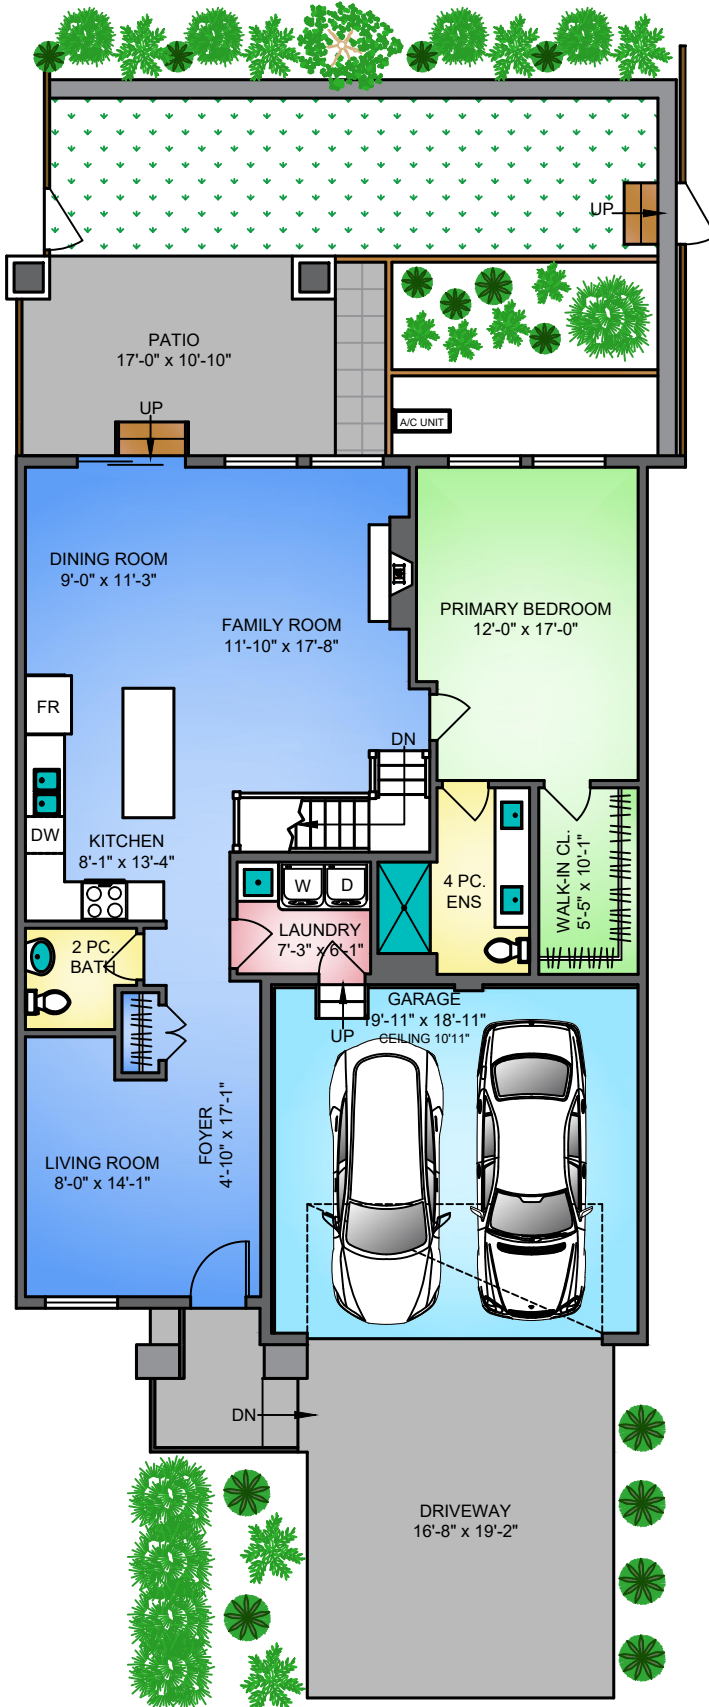 UP
PATIO
17'-0" x 10'-10"
UP
A/C UNIT
DINING ROOM
9'-0" x 11'-3"
FAMILY ROOM
11'-10" x 17'-8"
PRIMARY BEDROOM
12'-0" x 17'-0"
FR
DN
DW
KITCHEN
8'-1" x 13'-4"
W
D
4 PC.
ENS
WALK-IN CL.
5'-5" x 10'-1"
LAUNDRY
7'-3" x 6'-1"
2 PC.
BATH
GARAGE
19'-11" x 18'-11"
CEILING 10'11"
UP
FOYER
4'-10" x 17'-1"
LIVING ROOM
8'-0" x 14'-1"
DN
DRIVEWAY
16'-8" x 19'-2"